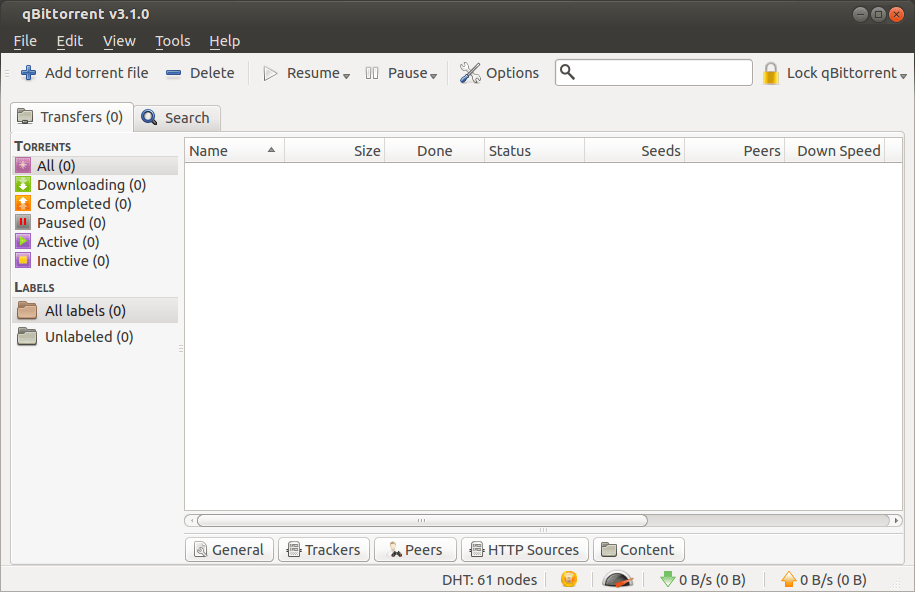 qBittorrent v3.1.0
File Edit View Tools Help
Add torrent file Delete Resume Pause Options Lock qBittorrent
Transfers (0) Search
TORRENTS
All (0)
Downloading (0)
Completed (0)
Paused (0)
Active (0)
Inactive (0)
LABELS
All labels (0)
Unlabeled (0)
Name Size Done Status Seeds Peers Down Speed
General Trackers Peers HTTP Sources Content
DHT: 61 nodes 0 B/s (0 B) 0 B/s (0 B)